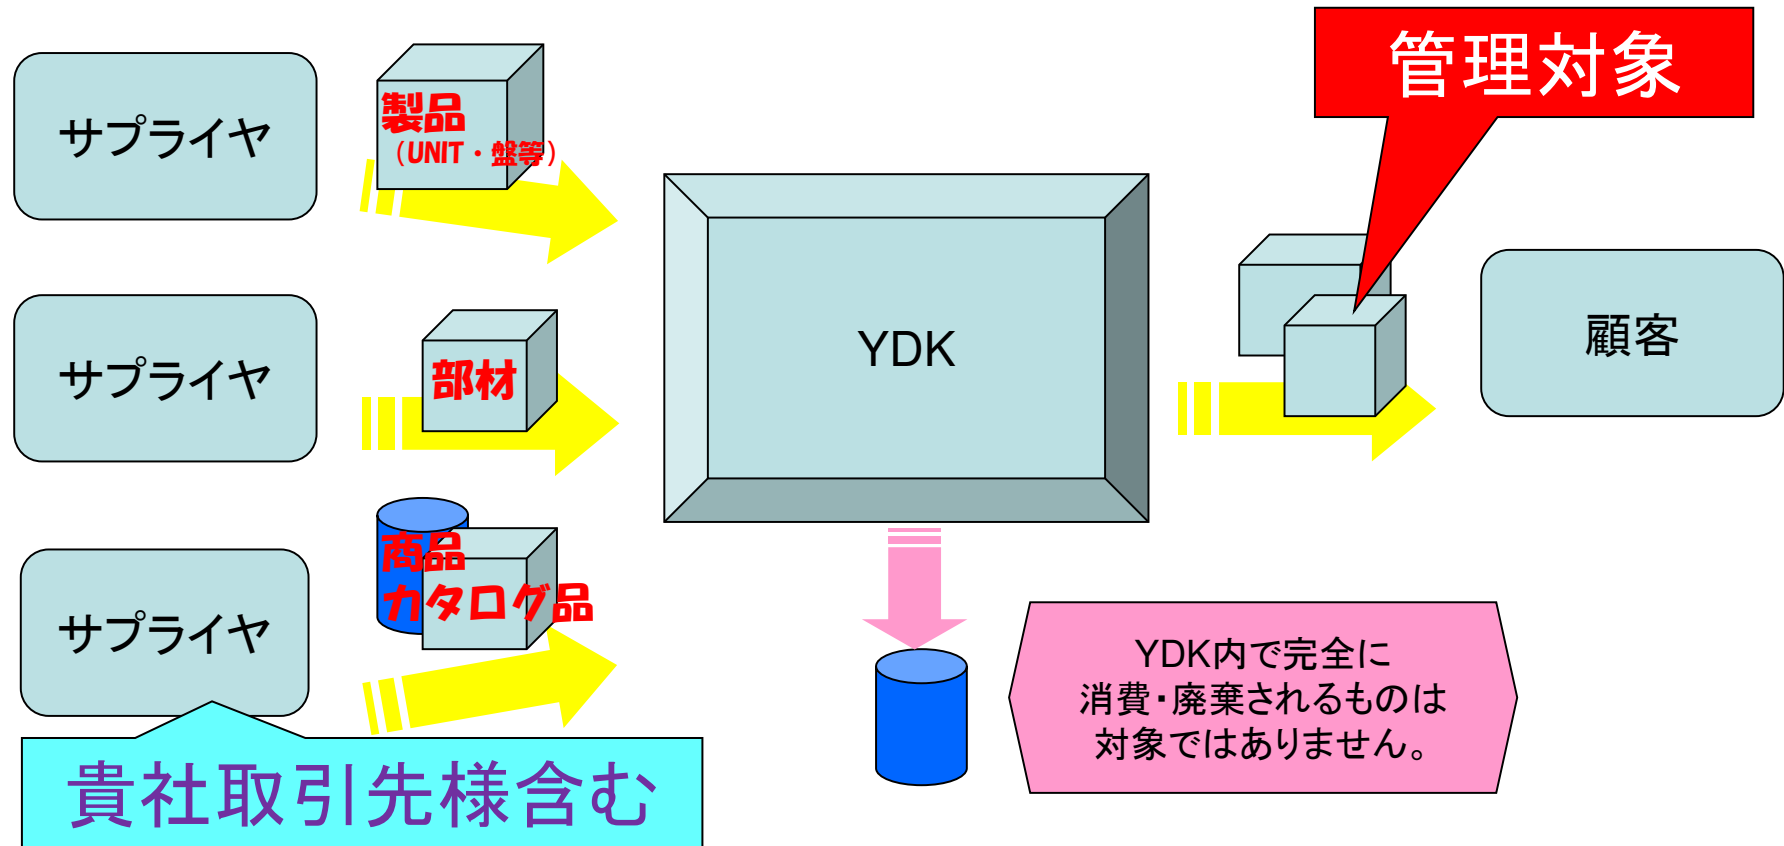 管理対象
サプライヤ
製品
（UNIT・盤等）
サプライヤ
部材
YDK
顧客
サプライヤ
商品
カタログ品
貴社取引先様含む
YDK内で完全に
消費・廃棄されるものは
対象ではありません。